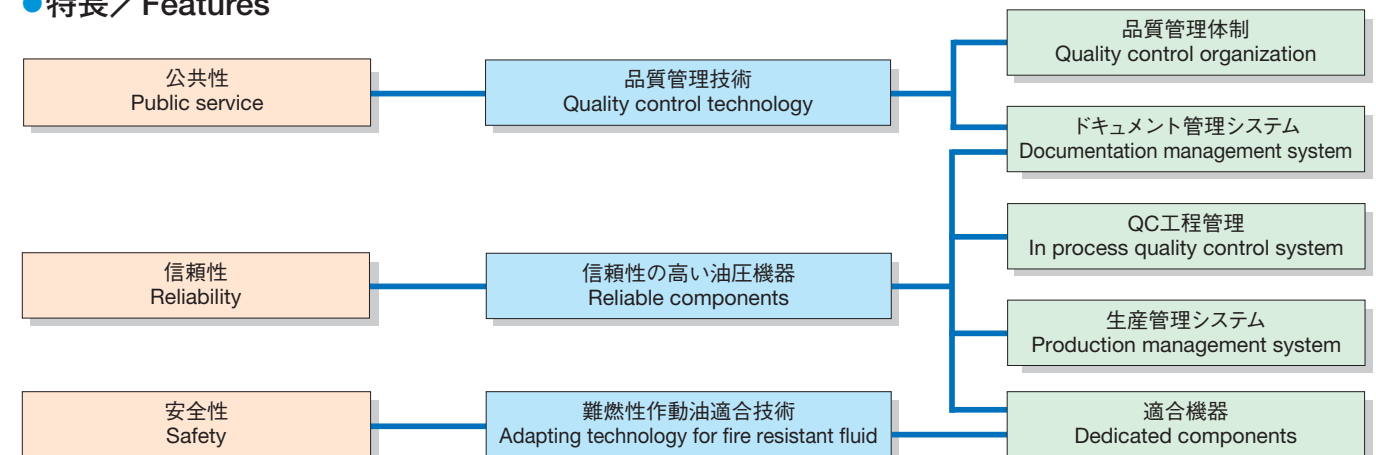 ●特長／Features
公共性
Public service
品質管理技術
Quality control technology
品質管理体制
Quality control organization
ドキュメント管理システム
Documentation management system
QC工程管理
In process quality control system
信頼性
Reliability
信頼性の高い油圧機器
Reliable components
生産管理システム
Production management system
安全性
Safety
難燃性作動油適合技術
Adapting technology for fire resistant fluid
適合機器
Dedicated components